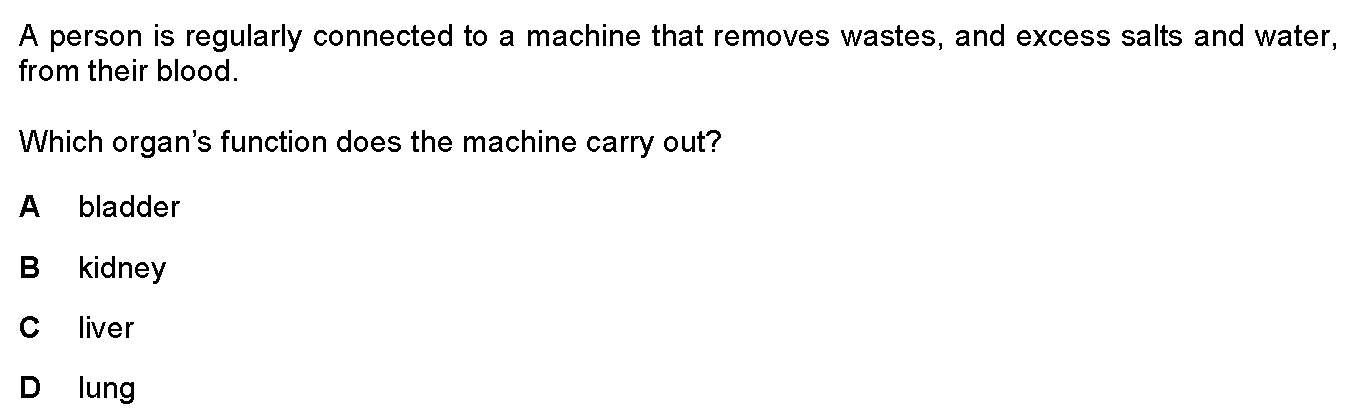 A person is regularly connected to a machine that removes wastes, and excess salts and water,
from their blood.
Which organ’s function does the machine carry out?
A bladder
B kidney
C liver
D lung